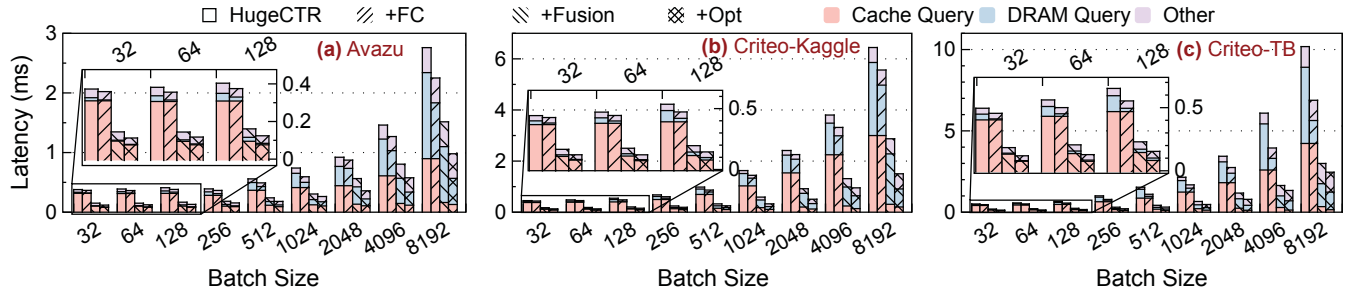 HugeCTR +FC +Fusion +Opt Cache Query DRAM Query Other
Latency (ms)
3
2
1
0
(a) Avazu
32 64 128
0.4
0.2
0
32 64 128 256 512 1024 2048 4096 8192
Batch Size
6
4
2
0
(b) Criteo-Kaggle
32 64 128
0.5
0
32 64 128 256 512 1024 2048 4096 8192
Batch Size
10
5
0
(c) Criteo-TB
32 64 128
0.5
0
32 64 128 256 512 1024 2048 4096 8192
Batch Size